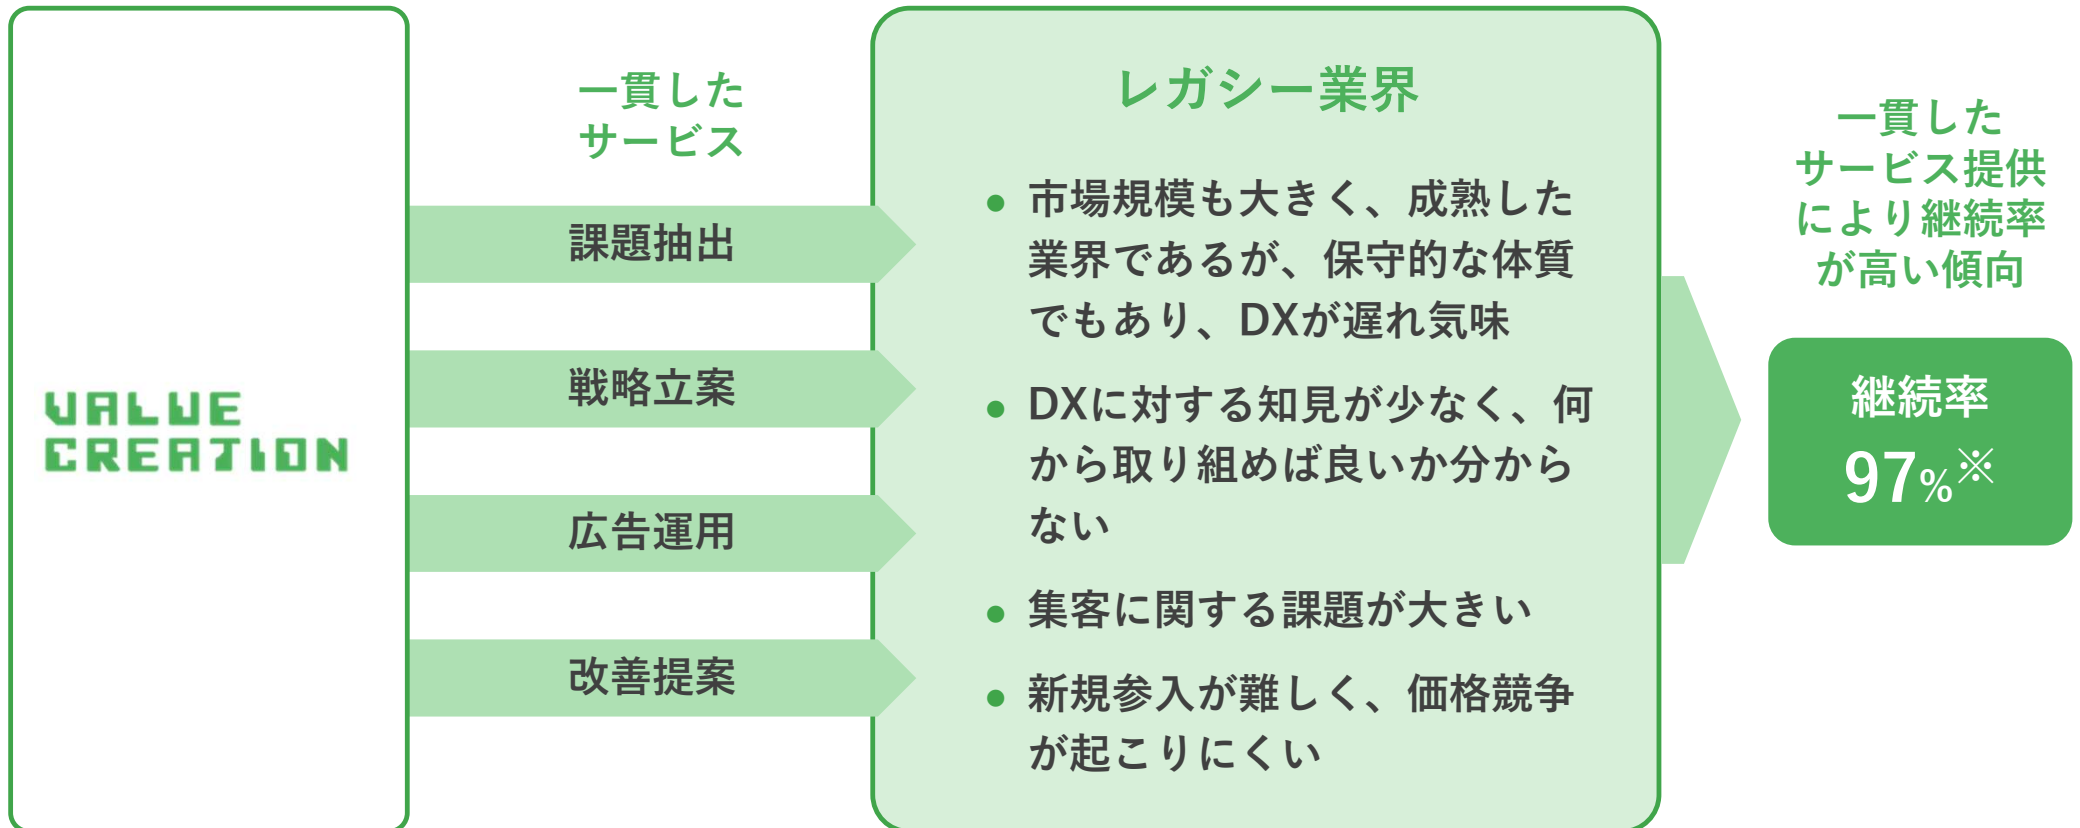 VALUE
CREATION
一貫した
サービス
課題抽出
戦略立案
広告運用
改善提案
レガシー業界
● 市場規模も大きく、成熟した
業界であるが、保守的な体質
でもあり、DXが遅れ気味
● DXに対する知見が少なく、何
から取り組めば良いか分から
ない
● 集客に関する課題が大きい
● 新規参入が難しく、価格競争
が起こりにくい
一貫した
サービス提供
により継続率
が高い傾向
継続率
97%※